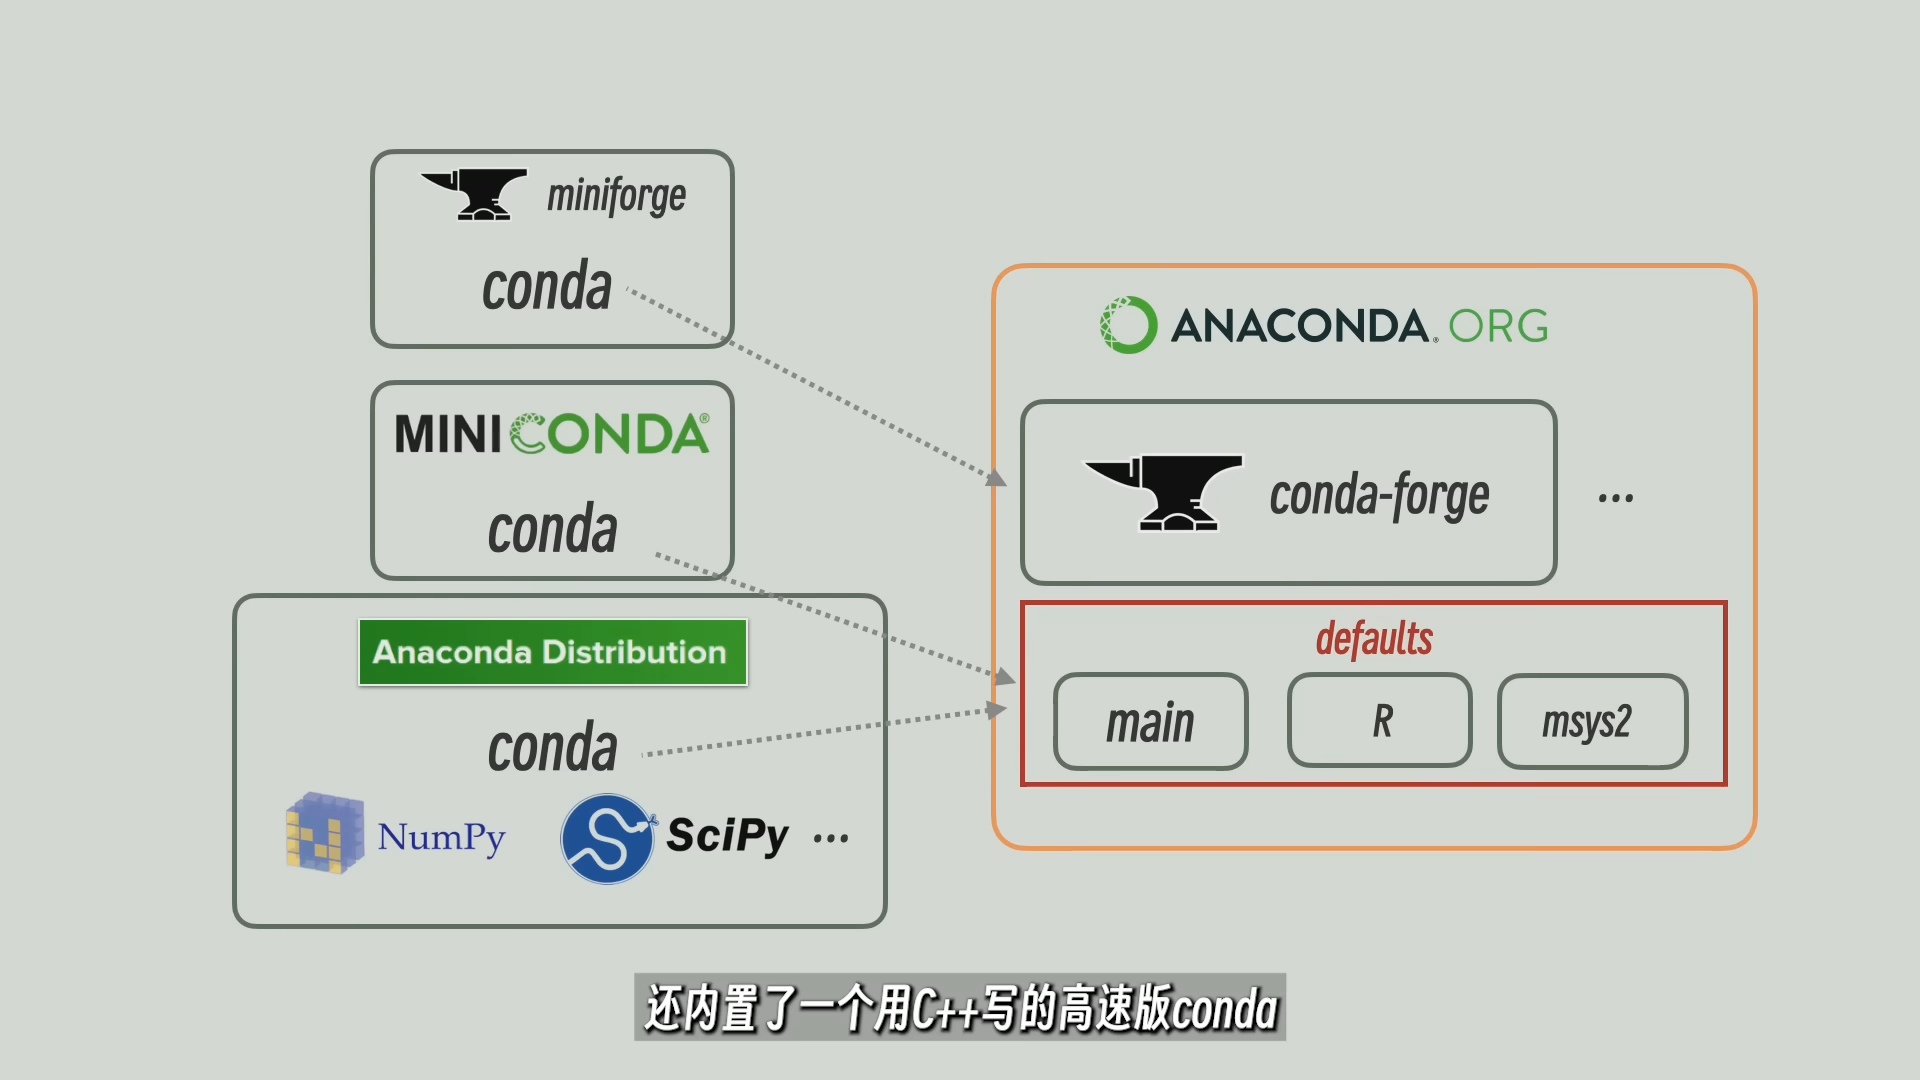 miniforge
conda
MINICONDA®
conda
Anaconda Distribution
conda
NumPy
SciPy ...
ANACONDA.® ORG
conda-forge ...
defaults
main
R
msys2
还内置了一个用C++写的高速版conda